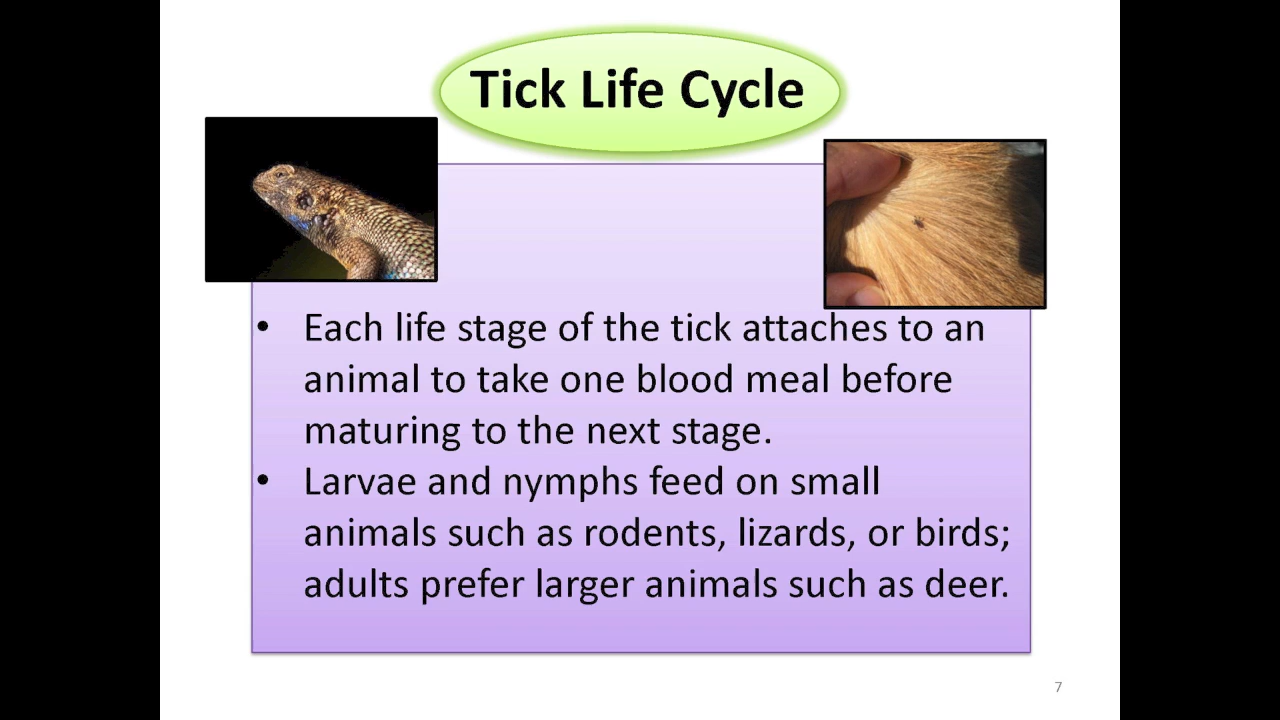 Tick Life Cycle
• Each life stage of the tick attaches to an
animal to take one blood meal before
maturing to the next stage.
• Larvae and nymphs feed on small
animals such as rodents, lizards, or birds;
adults prefer larger animals such as deer.
7